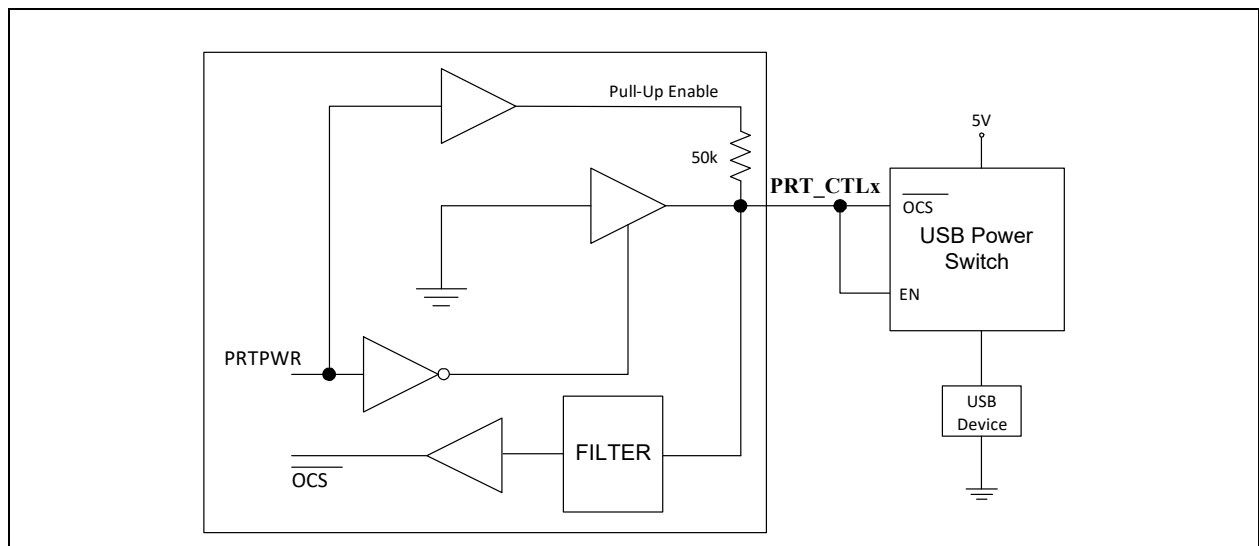 Pull-Up Enable
5V
50k
PRT_CTLx
OCS
USB Power
Switch
EN
PRTPWR
USB
Device
FILTER
OCS